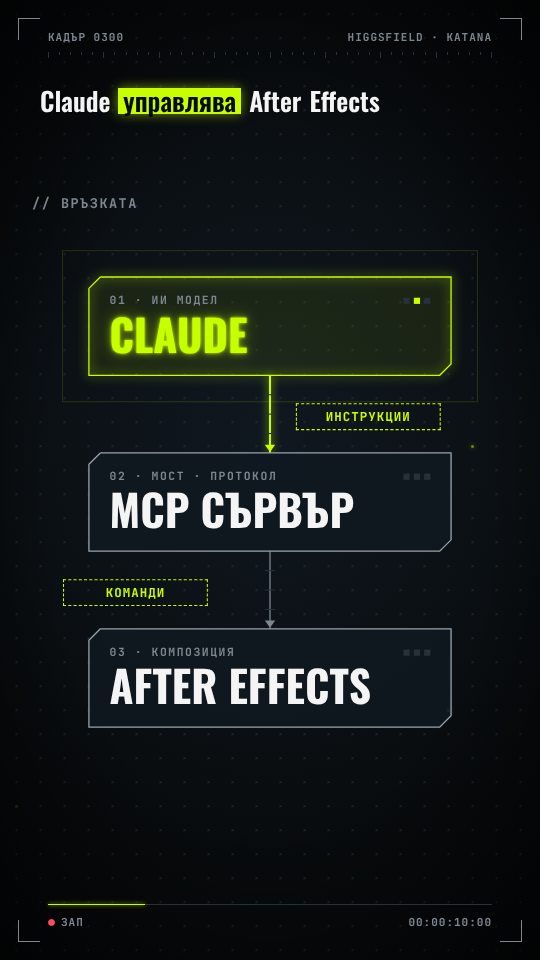 КАДЪР 0300
HIGGSFIELD · KATANA
Claude управлява After Effects
// ВРЪЗКАТА
01 · ИИ МОДЕЛ
CLAUDE
ИНСТРУКЦИИ
02 · МОСТ · ПРОТОКОЛ
MCP СЪРВЪР
КОМАНДИ
03 · КОМПОЗИЦИЯ
AFTER EFFECTS
ЗАП
00:00:10:00